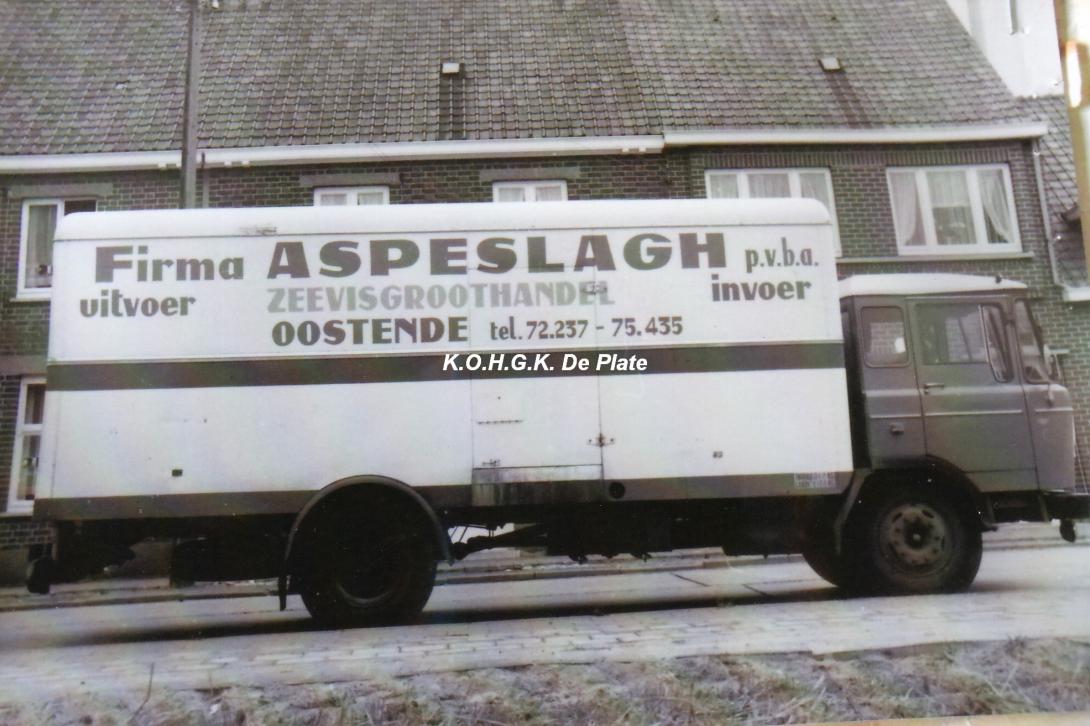 Firma ASPESLAGH p.v.b.a.
uitvoer ZEEVISGROOTHANDEL invoer
OOSTENDE tel. 72.237 - 75.435
K.O.H.G.K. De Plate